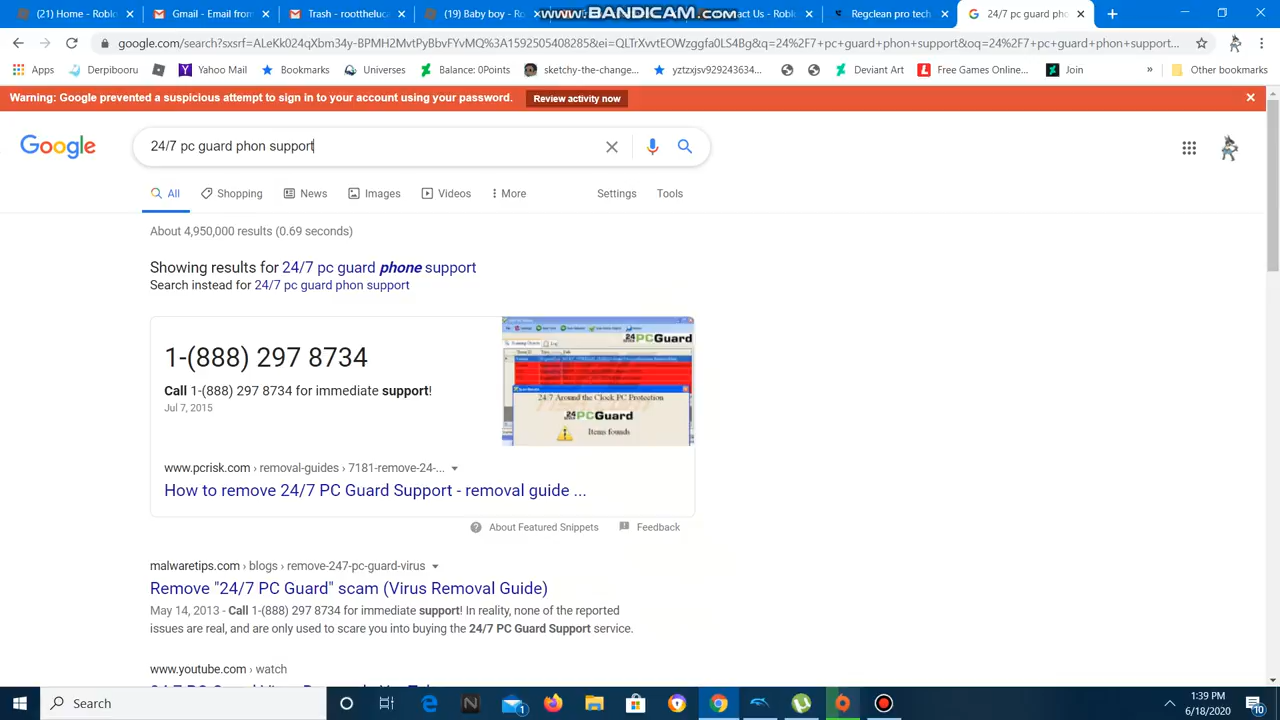 (21) Home - Roblo
Gmail - Email from
Trash - rootthelucar
(19) Baby boy - Ro
WWW.BANDICAM.COM
act Us - Roblo
Regclean pro tech
24/7 pc guard pho
google.com/search?sxsrf=ALeKk024qXbm34y-BPMH2MvtPyBbvFYvMQ%3A1592505408285&ei=QLTrXvvtEOWzggfa0LS4Bg&q=24%2F7+pc+guard+phon+support&oq=24%2F7+pc+guard+phon+support...
Apps
Derpibooru
Yahoo Mail
Bookmarks
Universes
Balance: 0Points
sketchy-the-change...
yztzxjsv929243634...
Deviant Art
Free Games Online...
Join
»
Other bookmarks
Warning: Google prevented a suspicious attempt to sign in to your account using your password.
Review activity now
Google
24/7 pc guard phon support
All
Shopping
News
Images
Videos
More
Settings
Tools
About 4,950,000 results (0.69 seconds)
Showing results for 24/7 pc guard phone support
Search instead for 24/7 pc guard phon support
1-(888) 297 8734
Call 1-(888) 297 8734 for immediate support!
Jul 7, 2015
PCGuard
24/7 Around the Clock PC Protection
PCGuard
Items founds
www.pcrisk.com › removal-guides › 7181-remove-24-...
How to remove 24/7 PC Guard Support - removal guide ...
About Featured Snippets
Feedback
malwaretips.com › blogs › remove-247-pc-guard-virus
Remove "24/7 PC Guard" scam (Virus Removal Guide)
May 14, 2013 - Call 1-(888) 297 8734 for immediate support! In reality, none of the reported
issues are real, and are only used to scare you into buying the 24/7 PC Guard Support service.
www.youtube.com › watch
Search
1
1:39 PM
6/18/2020
10